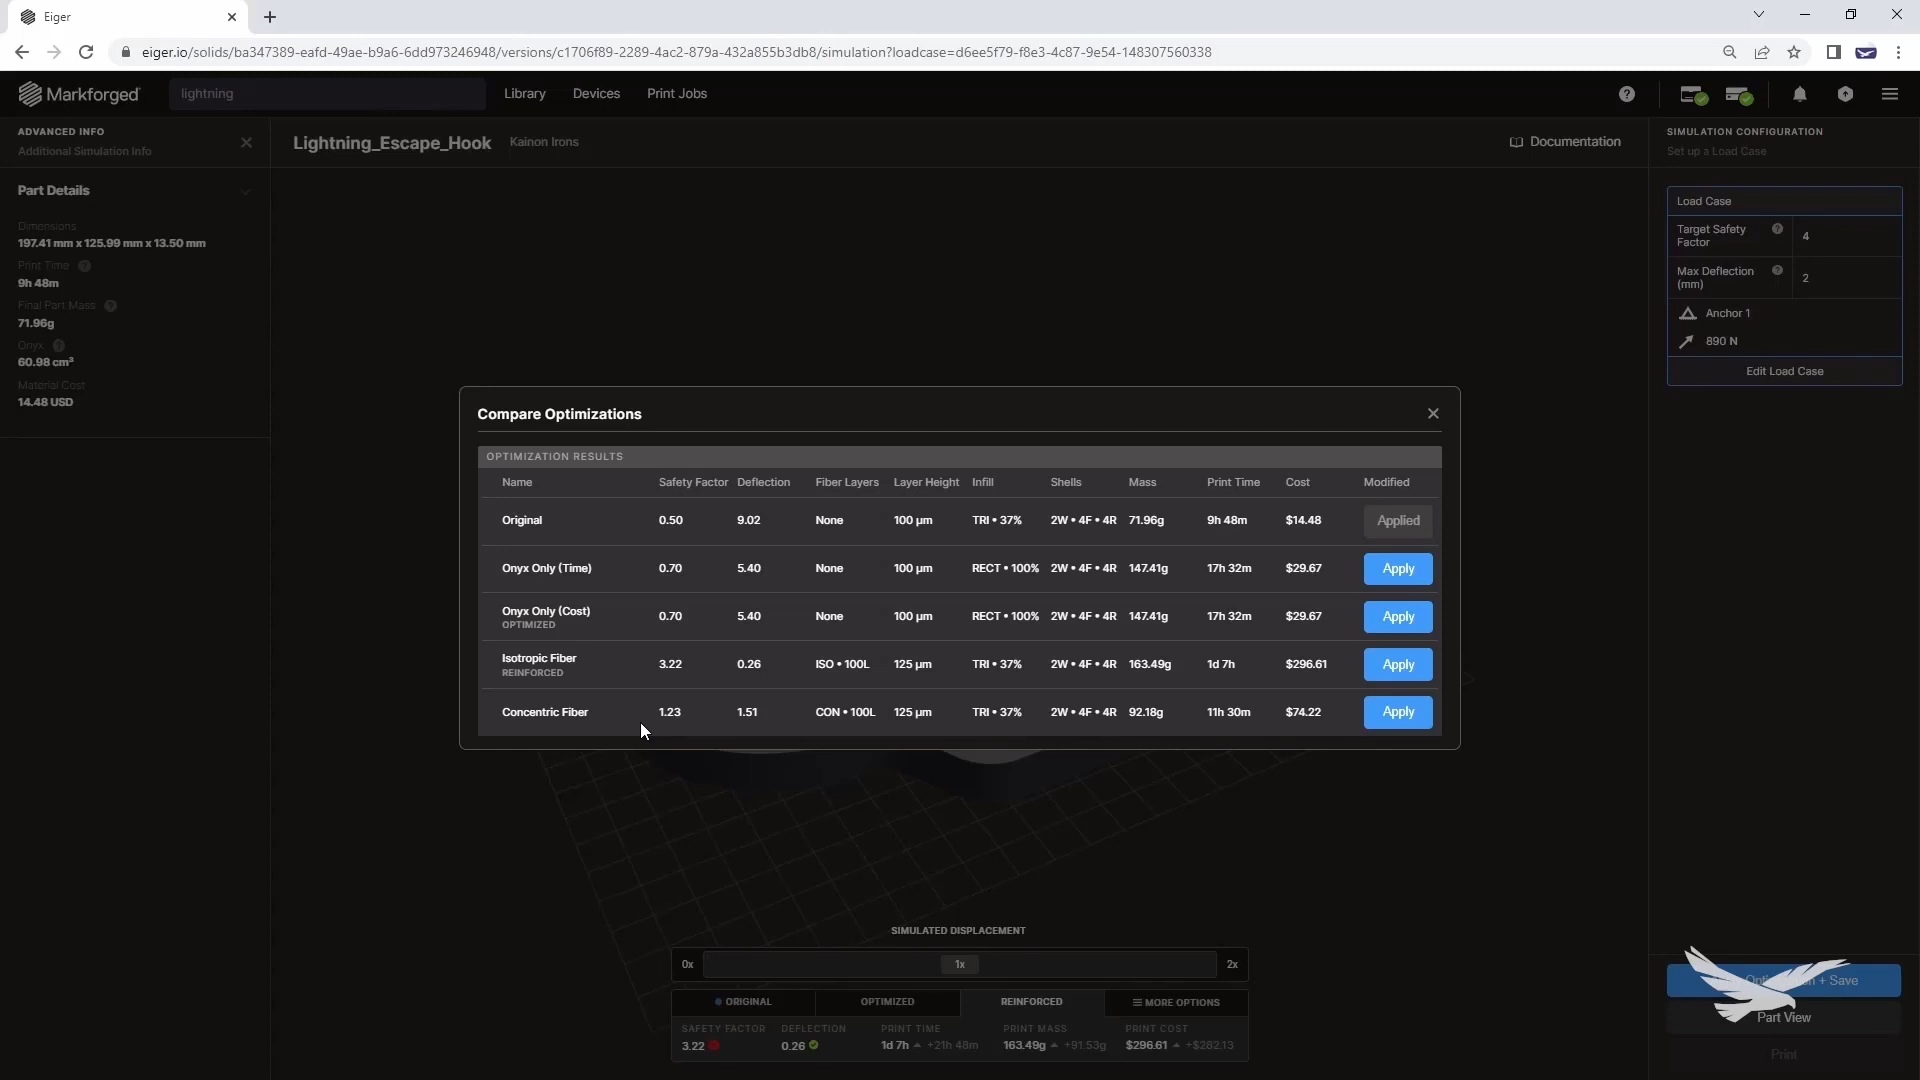 Eiger
eiger.io/solids/ba347389-eafd-49ae-b9a6-6dd973246948/versions/c1706f89-2289-4ac2-879a-432a855b3db8/simulation?loadcase=d6ee5f79-f8e3-4c87-9e54-148307560338
Markforged
lightning
Library Devices Print Jobs
ADVANCED INFO
Additional Simulation Info
Lightning_Escape_Hook Kainon Irons
Documentation
SIMULATION CONFIGURATION
Set up a Load Case
Part Details
Dimensions
197.41 mm x 125.99 mm x 13.50 mm
Print Time
9h 48m
Final Part Mass
71.96g
Onyx
60.98 cm³
Material Cost
14.48 USD
Load Case
Target Safety Factor 4
Max Deflection (mm) 2
Anchor 1
890 N
Edit Load Case
Compare Optimizations
OPTIMIZATION RESULTS
Name Safety Factor Deflection Fiber Layers Layer Height Infill Shells Mass Print Time Cost Modified
Original 0.50 9.02 None 100 µm TRI • 37% 2W • 4F • 4R 71.96g 9h 48m $14.48 Applied
Onyx Only (Time) 0.70 5.40 None 100 µm RECT • 100% 2W • 4F • 4R 147.41g 17h 32m $29.67 Apply
Onyx Only (Cost) 0.70 5.40 None 100 µm RECT • 100% 2W • 4F • 4R 147.41g 17h 32m $29.67 Apply
OPTIMIZED
Isotropic Fiber 3.22 0.26 ISO • 100L 125 µm TRI • 37% 2W • 4F • 4R 163.49g 1d 7h $296.61 Apply
REINFORCED
Concentric Fiber 1.23 1.51 CON • 100L 125 µm TRI • 37% 2W • 4F • 4R 92.18g 11h 30m $74.22 Apply
SIMULATED DISPLACEMENT
0x 1x 2x
ORIGINAL OPTIMIZED REINFORCED MORE OPTIONS
SAFETY FACTOR DEFLECTION PRINT TIME PRINT MASS PRINT COST
3.22 0.26 1d 7h +21h 48m 163.49g +91.53g $296.61 +$282.13
+ Save
Part View
Print